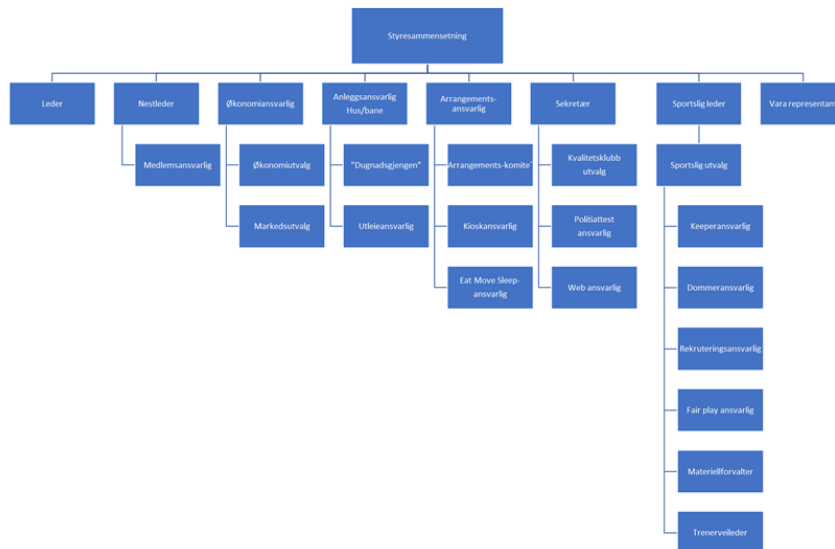 Styresammensetning
Leder
Nestleder
Økonomiansvarlig
Anleggsansvarlig
Hus/bane
Arrangements-
ansvarlig
Sekretær
Sportslig leder
Vara representant
Medlemsansvarlig
Økonomiutvalg
"Dugnadsgjengen"
Arrangements-komite`
Kvalitetsklubb
utvalg
Sportslig utvalg
Markedsutvalg
Utleieansvarlig
Kioskansvarlig
Politiattest
ansvarlig
Keeperansvarlig
Eat Move Sleep-
ansvarlig
Web ansvarlig
Dommeransvarlig
Rekruteringsansvarlig
Fair play ansvarlig
Materiellforvalter
Trenerveileder